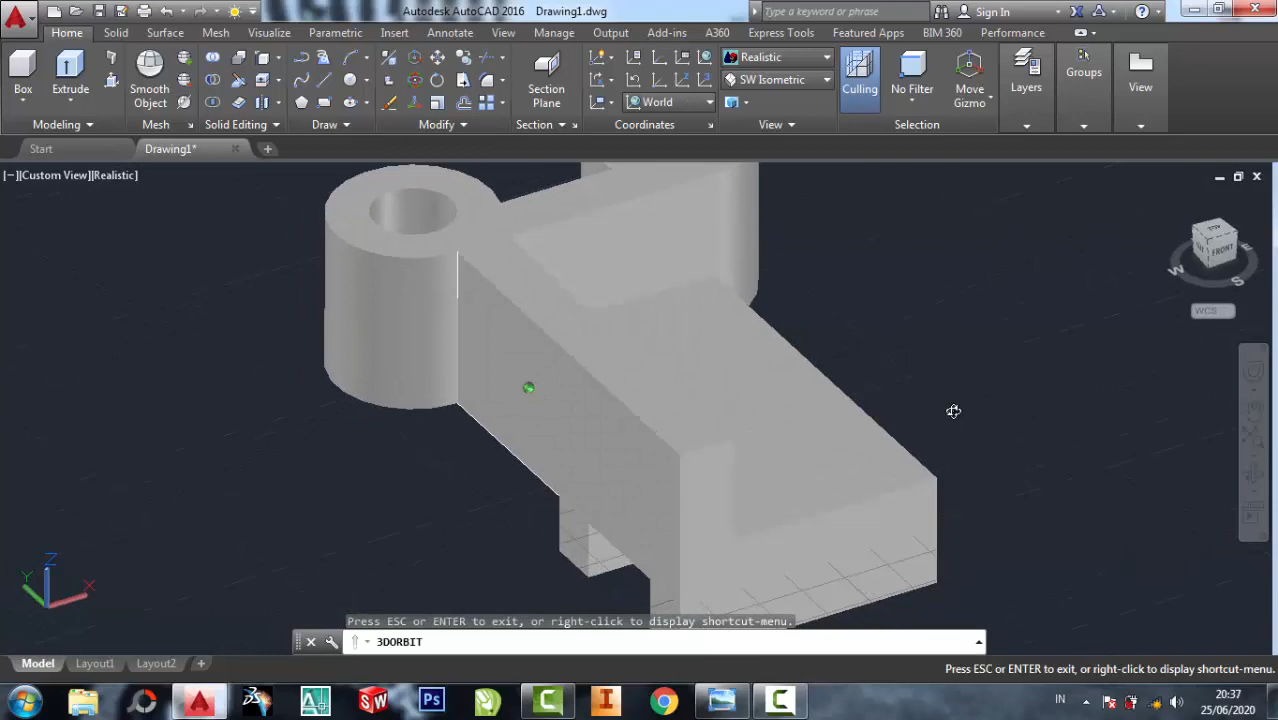 Autodesk AutoCAD 2016 Drawing1.dwg
Type a keyword or phrase
Sign In
Home Solid Surface Mesh Visualize Parametric Insert Annotate View Manage Output Add-ins A360 Express Tools Featured Apps BIM 360 Performance
Box
Extrude
Smooth Object
Section Plane
Realistic
SW Isometric
World
Culling
No Filter
Move Gizmo
Layers
Groups
View
Modeling Mesh Solid Editing Draw Modify Section Coordinates View Selection
Start Drawing1*
[−][Custom View][Realistic]
TOP
FRONT
W
S
E
WCS
Z
Y
X
Press ESC or ENTER to exit, or right-click to display shortcut-menu.
3DORBIT
Model Layout1 Layout2
Press ESC or ENTER to exit, or right-click to display shortcut-menu.
Ps
SW
IN
20:37
25/06/2020